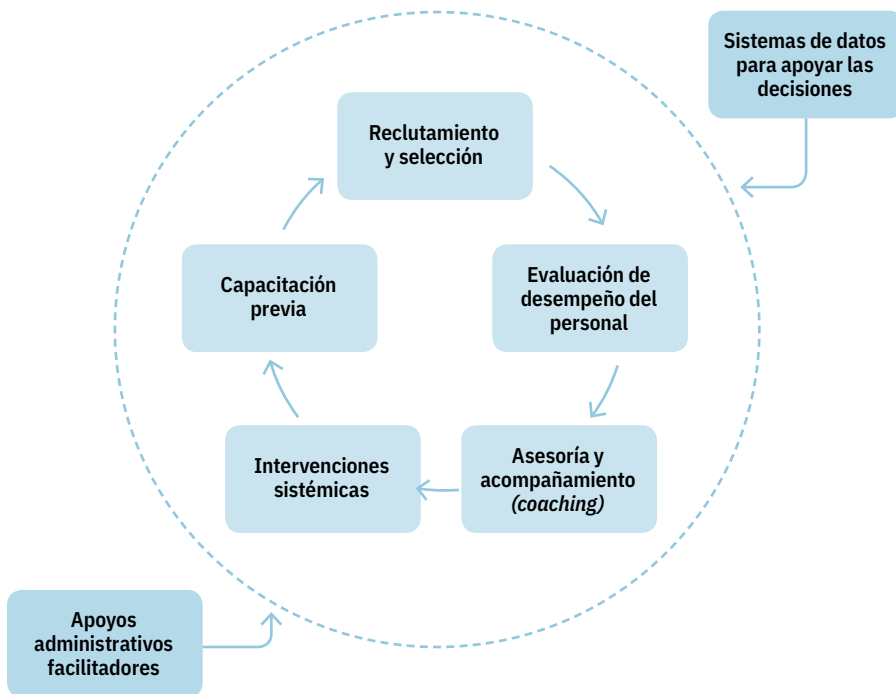 Sistemas de datos
para apoyar las
decisiones
Reclutamiento
y selección
Capacitación
previa
Evaluación de
desempeño del
personal
Intervenciones
sistémicas
Asesoría y
acompañamiento
(coaching)
Apoyos
administrativos
facilitadores